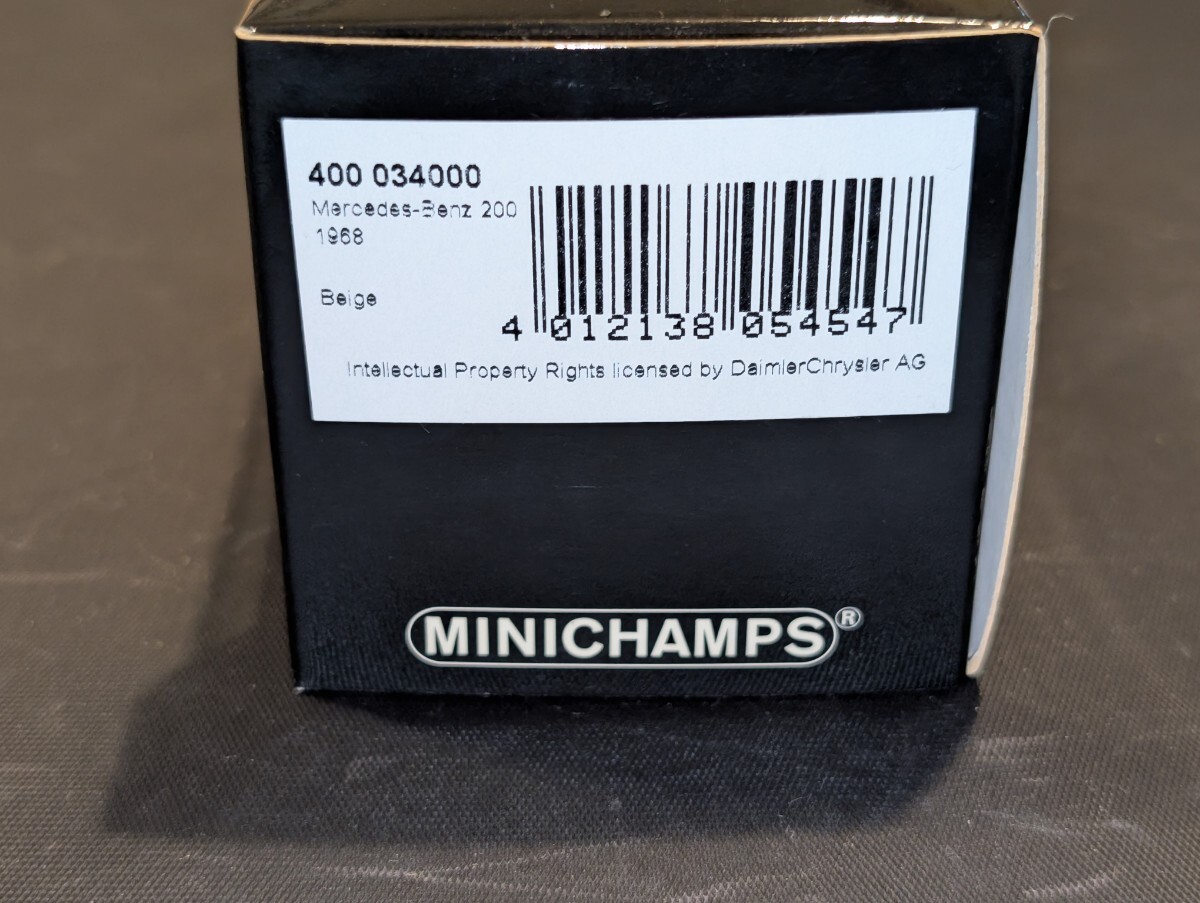 400 034000
Mercedes-Benz 200
1968
Beige
4 012138 054547
Intellectual Property Rights licensed by DaimlerChrysler AG
MINICHAMPS®